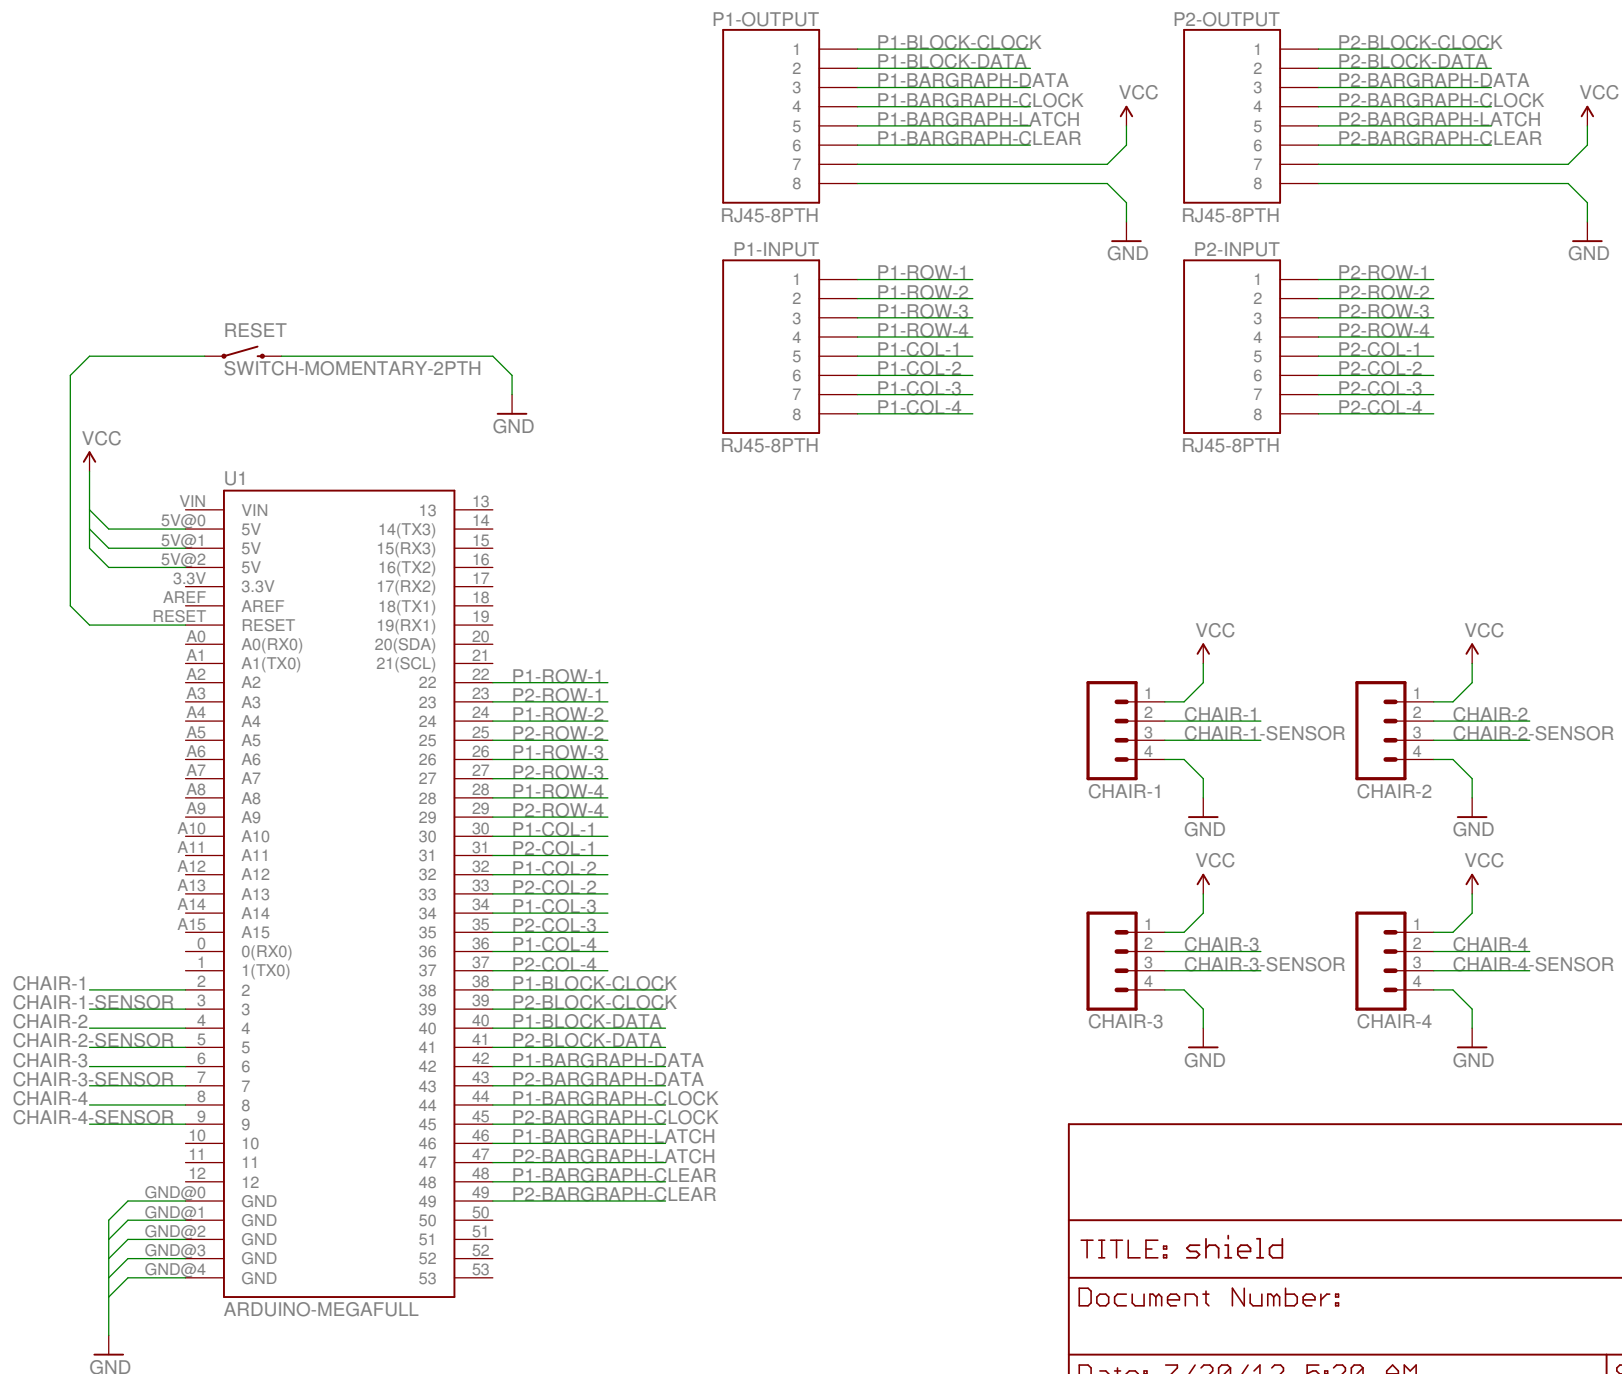 P1-OUTPUT
1 P1-BLOCK-CLOCK
2 P1-BLOCK-DATA
3 P1-BARGRAPH-DATA
4 P1-BARGRAPH-CLOCK
5 P1-BARGRAPH-LATCH
6 P1-BARGRAPH-CLEAR
7
8
VCC
GND
RJ45-8PTH
P2-OUTPUT
1 P2-BLOCK-CLOCK
2 P2-BLOCK-DATA
3 P2-BARGRAPH-DATA
4 P2-BARGRAPH-CLOCK
5 P2-BARGRAPH-LATCH
6 P2-BARGRAPH-CLEAR
7
8
VCC
GND
RJ45-8PTH
P1-INPUT
1 P1-ROW-1
2 P1-ROW-2
3 P1-ROW-3
4 P1-ROW-4
5 P1-COL-1
6 P1-COL-2
7 P1-COL-3
8 P1-COL-4
RJ45-8PTH
P2-INPUT
1 P2-ROW-1
2 P2-ROW-2
3 P2-ROW-3
4 P2-ROW-4
5 P2-COL-1
6 P2-COL-2
7 P2-COL-3
8 P2-COL-4
RJ45-8PTH
RESET
SWITCH-MOMENTARY-2PTH
GND
VCC
U1
VIN VIN 13 13
5V@0 5V 14(TX3) 14
5V@1 5V 15(RX3) 15
5V@2 5V 16(TX2) 16
3.3V 3.3V 17(RX2) 17
AREF AREF 18(TX1) 18
RESET RESET 19(RX1) 19
A0 A0(RX0) 20(SDA) 20
A1 A1(TX0) 21(SCL) 21
A2 A2 22 22 P1-ROW-1
A3 A3 23 23 P2-ROW-1
A4 A4 24 24 P1-ROW-2
A5 A5 25 25 P2-ROW-2
A6 A6 26 26 P1-ROW-3
A7 A7 27 27 P2-ROW-3
A8 A8 28 28 P1-ROW-4
A9 A9 29 29 P2-ROW-4
A10 A10 30 30 P1-COL-1
A11 A11 31 31 P2-COL-1
A12 A12 32 32 P1-COL-2
A13 A13 33 33 P2-COL-2
A14 A14 34 34 P1-COL-3
A15 A15 35 35 P2-COL-3
0 0(RX0) 36 36 P1-COL-4
1 1(TX0) 37 37 P2-COL-4
CHAIR-1 2 2 38 38 P1-BLOCK-CLOCK
CHAIR-1-SENSOR 3 3 39 39 P2-BLOCK-CLOCK
CHAIR-2 4 4 40 40 P1-BLOCK-DATA
CHAIR-2-SENSOR 5 5 41 41 P2-BLOCK-DATA
CHAIR-3 6 6 42 42 P1-BARGRAPH-DATA
CHAIR-3-SENSOR 7 7 43 43 P2-BARGRAPH-DATA
CHAIR-4 8 8 44 44 P1-BARGRAPH-CLOCK
CHAIR-4-SENSOR 9 9 45 45 P2-BARGRAPH-CLOCK
10 10 46 46 P1-BARGRAPH-LATCH
11 11 47 47 P2-BARGRAPH-LATCH
12 12 48 48 P1-BARGRAPH-CLEAR
GND@0 GND 49 49 P2-BARGRAPH-CLEAR
GND@1 GND 50 50
GND@2 GND 51 51
GND@3 GND 52 52
GND@4 GND 53 53
ARDUINO-MEGAFULL
GND
VCC
1
2 CHAIR-1
3 CHAIR-1-SENSOR
4
CHAIR-1
GND
VCC
1
2 CHAIR-2
3 CHAIR-2-SENSOR
4
CHAIR-2
GND
VCC
1
2 CHAIR-3
3 CHAIR-3-SENSOR
4
CHAIR-3
GND
VCC
1
2 CHAIR-4
3 CHAIR-4-SENSOR
4
CHAIR-4
GND
TITLE: shield
Document Number:
Date: 7/20/12 5:20 AM